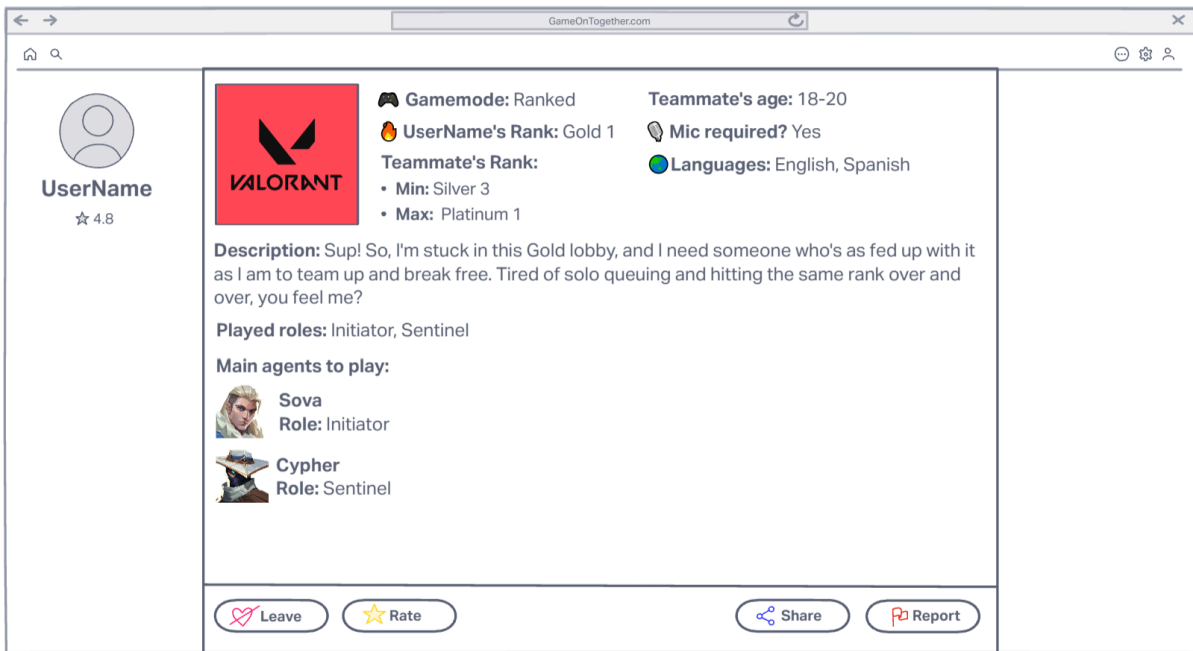 GameOnTogether.com
UserName
4.8
VALORANT
Gamemode: Ranked
UserName's Rank: Gold 1
Teammate's Rank:
• Min: Silver 3
• Max: Platinum 1
Teammate's age: 18-20
Mic required? Yes
Languages: English, Spanish
Description: Sup! So, I'm stuck in this Gold lobby, and I need someone who's as fed up with it
as I am to team up and break free. Tired of solo queuing and hitting the same rank over and
over, you feel me?
Played roles: Initiator, Sentinel
Main agents to play:
Sova
Role: Initiator
Cypher
Role: Sentinel
Leave
Rate
Share
Report